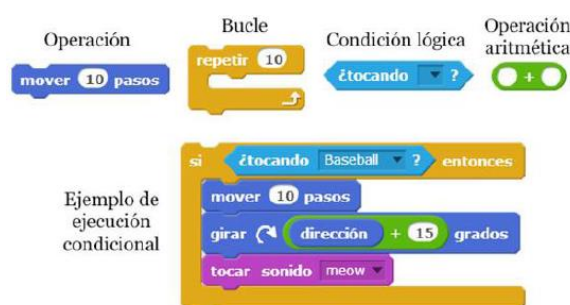 Operación
mover 10 pasos
Bucle
repetir 10
Condición lógica
¿tocando ?
Operación
aritmética
+
Ejemplo de
ejecución
condicional
si ¿tocando Baseball ? entonces
mover 10 pasos
girar dirección + 15 grados
tocar sonido meow